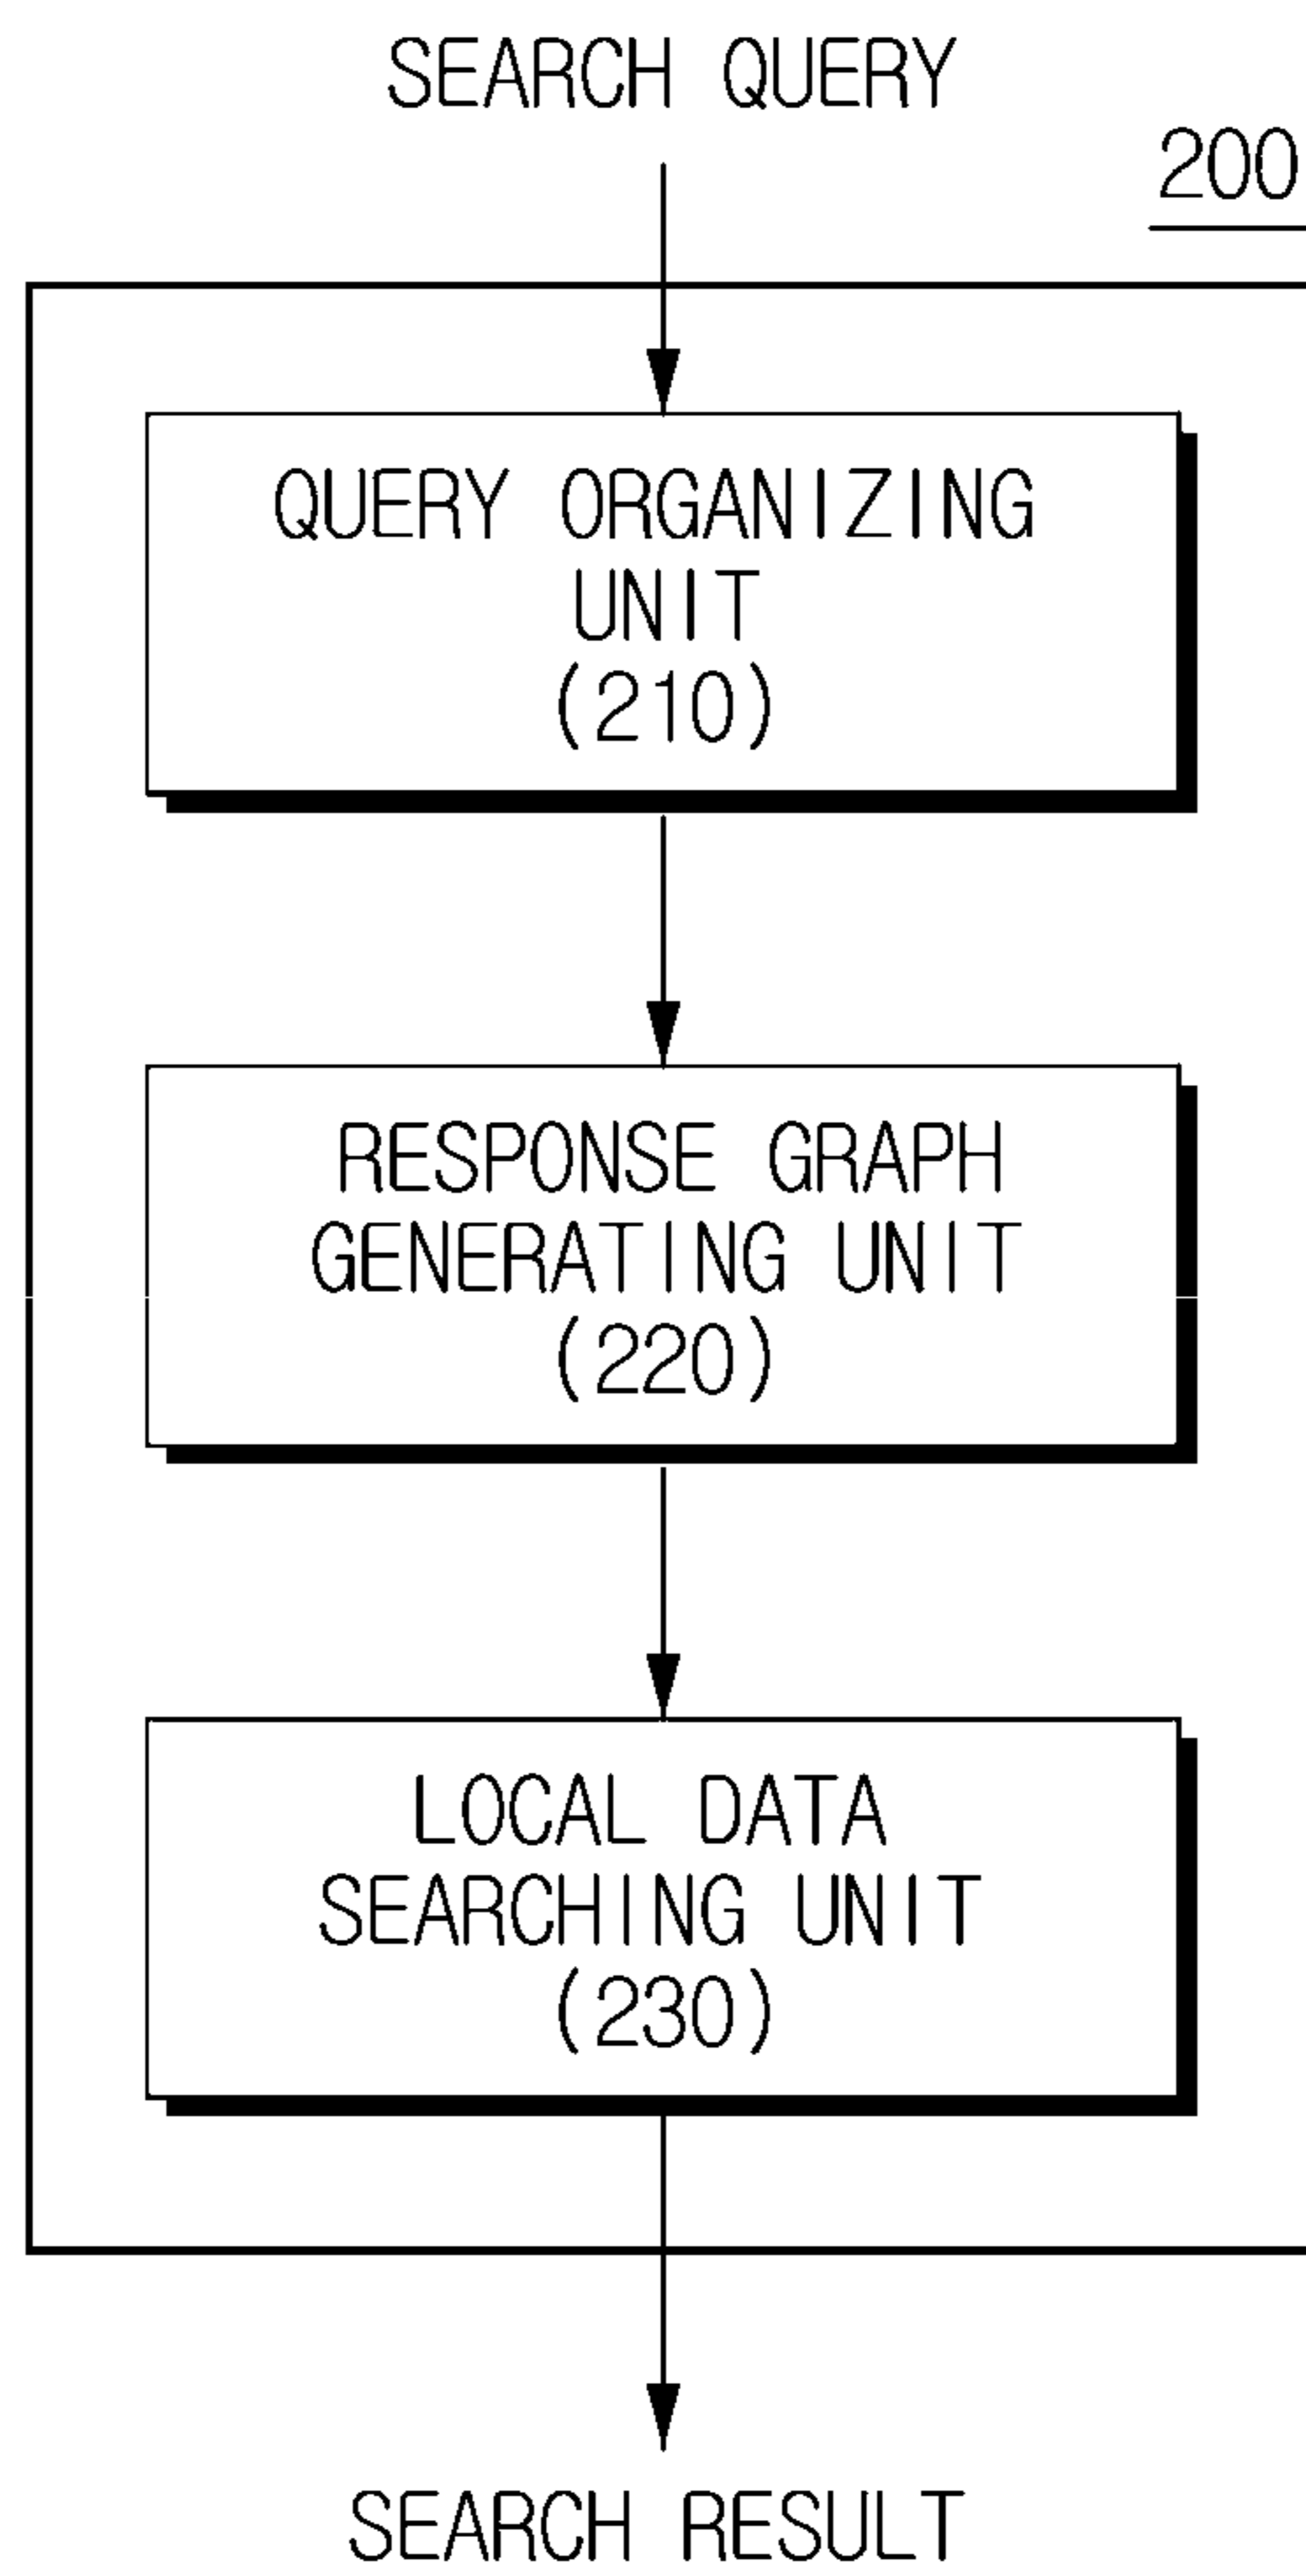 SEARCH QUERY
200
QUERY ORGANIZING
UNIT
(210)
RESPONSE GRAPH
GENERATING UNIT
(220)
LOCAL DATA
SEARCHING UNIT
(230)
SEARCH RESULT